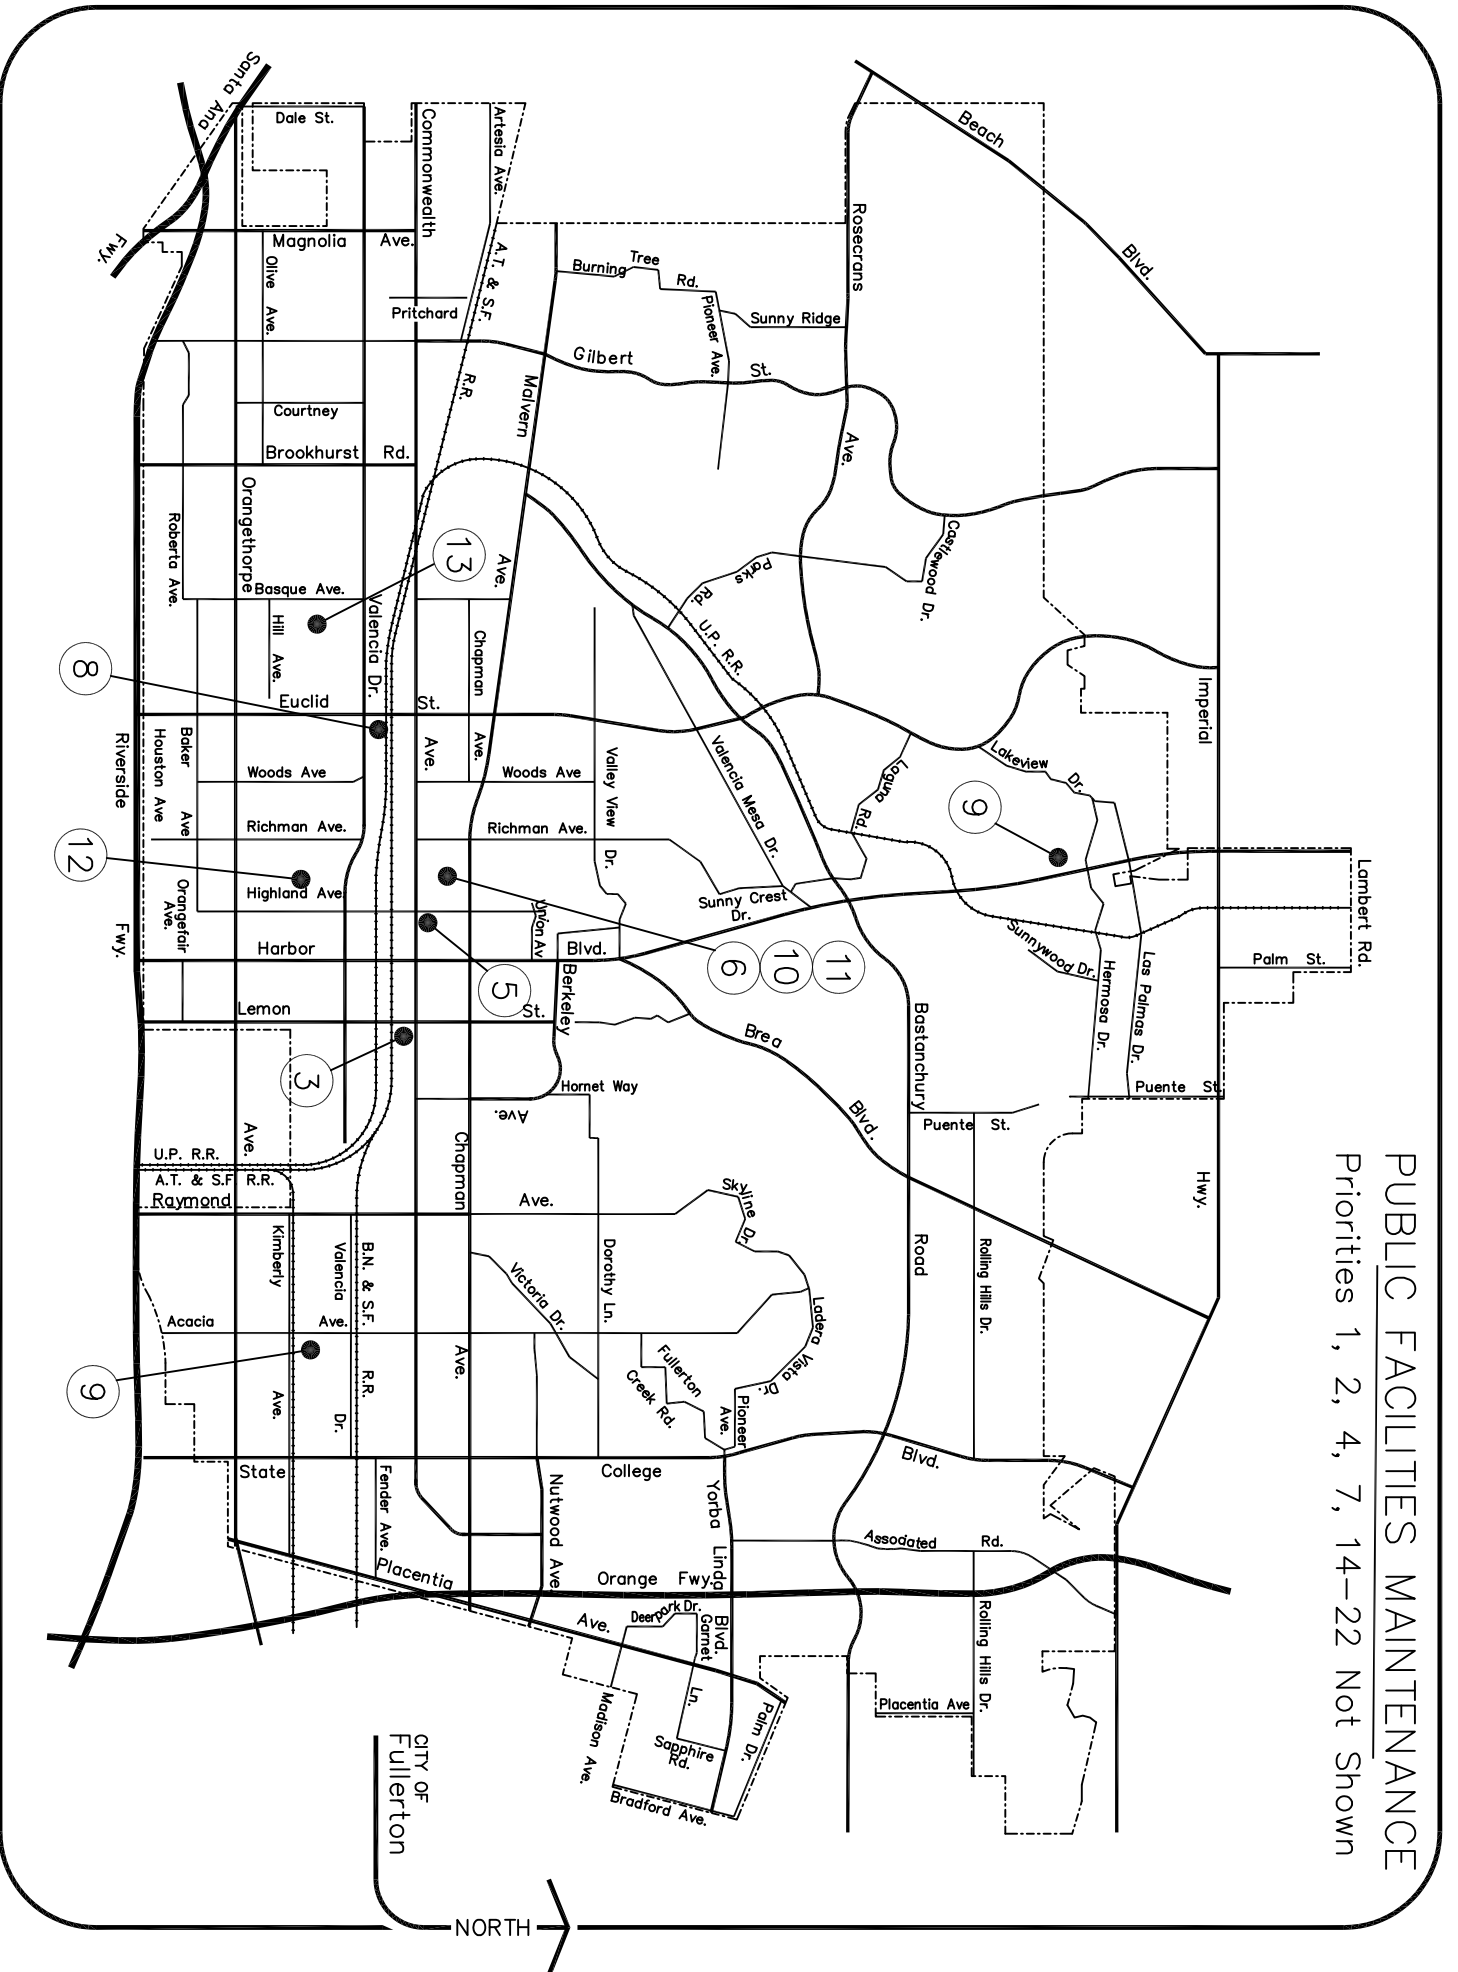 PUBLIC FACILITIES MAINTENANCE
Priorities 1, 2, 4, 7, 14-22 Not Shown
Santa Ana
Fwy.
Dale St.
Commonwealth
Artesia Ave.
Magnolia Ave.
Olive Ave.
A.T. & S.F.
R.R.
Pritchard
Burning Tree Rd.
Pioneer Ave.
Sunny Ridge
Rosecrans
Ave.
Beach
Blvd.
Gilbert St.
Malvern
Ave.
Courtney
Brookhurst Rd.
Orangethorpe
Roberta Ave.
Basque Ave.
Hill Ave.
Valencia Dr.
13
Chapman
Ave.
Parks Rd.
Castlewood Dr.
U.P. R.R.
Imperial
Hwy.
8
Euclid St.
Ave.
Riverside
Fwy.
Houston Ave
Baker Ave
Woods Ave
Woods Ave
Valley View Dr.
Valencia Mesa Dr.
Laguna Rd.
Lakeview Dr.
9
Richman Ave.
Richman Ave.
12
Highland Ave.
Orangefair Ave.
Union Av
Sunny Crest Dr.
Lambert Rd.
Harbor Blvd.
6
10
11
5
Berkeley
Ave.
Sunnywood Dr.
Hermosa Dr.
Las Palmas Dr.
Palm St.
Lemon St.
Brea
Blvd.
Bastanchury
Road
3
Hornet Way
Puente St.
Puente St.
Ave.
U.P. R.R.
A.T. & S.F. R.R.
Raymond
Ave.
Chapman
Ave.
Skyline Dr.
Kimberly
Ave.
Valencia
Dr.
B.N. & S.F.
R.R.
Dorothy Ln.
Victoria Dr.
Rolling Hills Dr.
Acacia Ave.
Ladera Vista Dr.
Fullerton Creek Rd.
Pioneer Ave.
9
State College Blvd.
Fender Ave.
Nutwood Ave.
Yorba Linda
Blvd.
Associated Rd.
Placentia
Ave.
Orange Fwy.
Deerpark Dr.
Garnet
Ln.
Rolling Hills Dr.
Madison Ave.
Sapphire Rd.
Palm Dr.
Placentia Ave
Bradford Ave.
CITY OF
Fullerton
NORTH